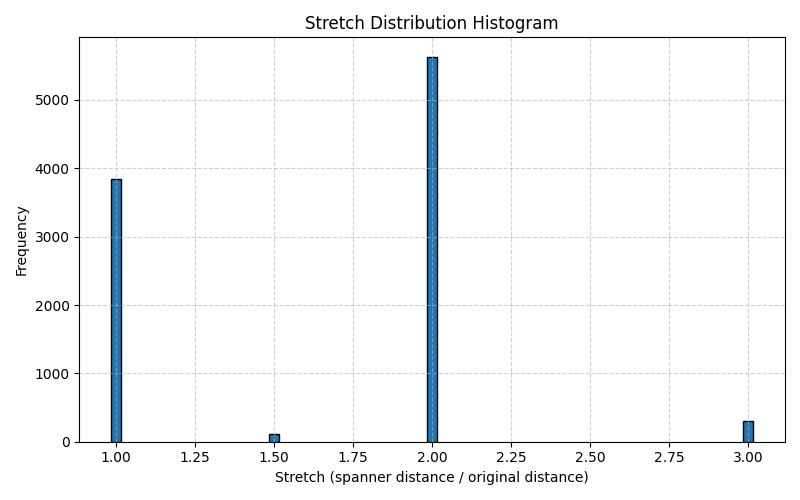 Stretch Distribution Histogram
Frequency
5000
4000
3000
2000
1000
0
1.00 1.25 1.50 1.75 2.00 2.25 2.50 2.75 3.00
Stretch (spanner distance / original distance)